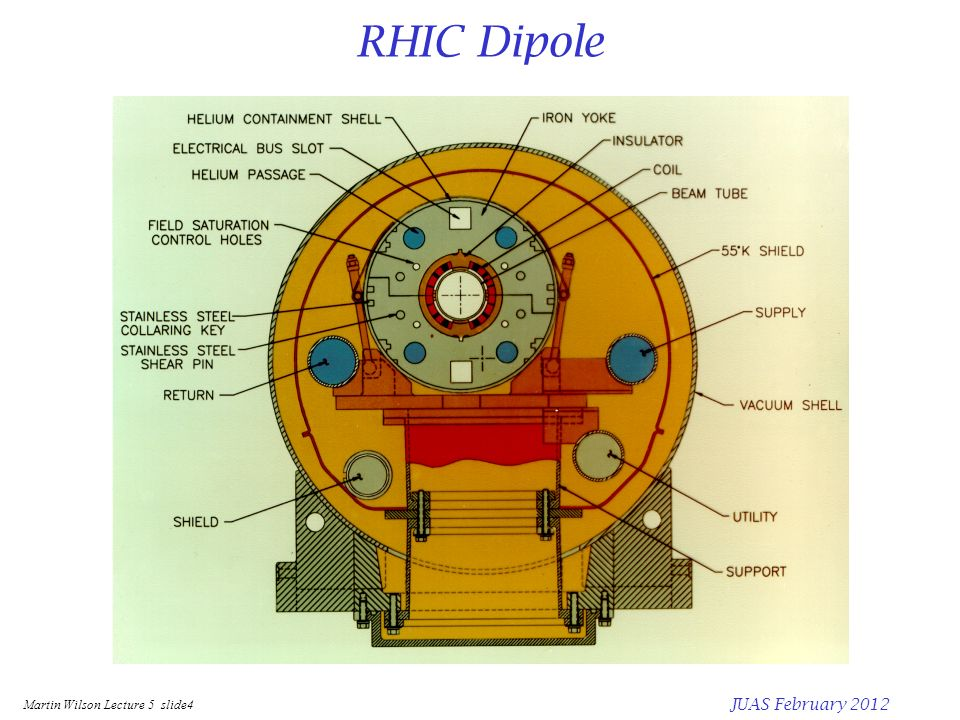 RHIC Dipole
HELIUM CONTAINMENT SHELL
ELECTRICAL BUS SLOT
HELIUM PASSAGE
FIELD SATURATION
CONTROL HOLES
STAINLESS STEEL
COLLARING KEY
STAINLESS STEEL
SHEAR PIN
RETURN
SHIELD
IRON YOKE
INSULATOR
COIL
BEAM TUBE
55°K SHIELD
SUPPLY
VACUUM SHELL
UTILITY
SUPPORT
Martin Wilson Lecture 5 slide4
JUAS February 2012